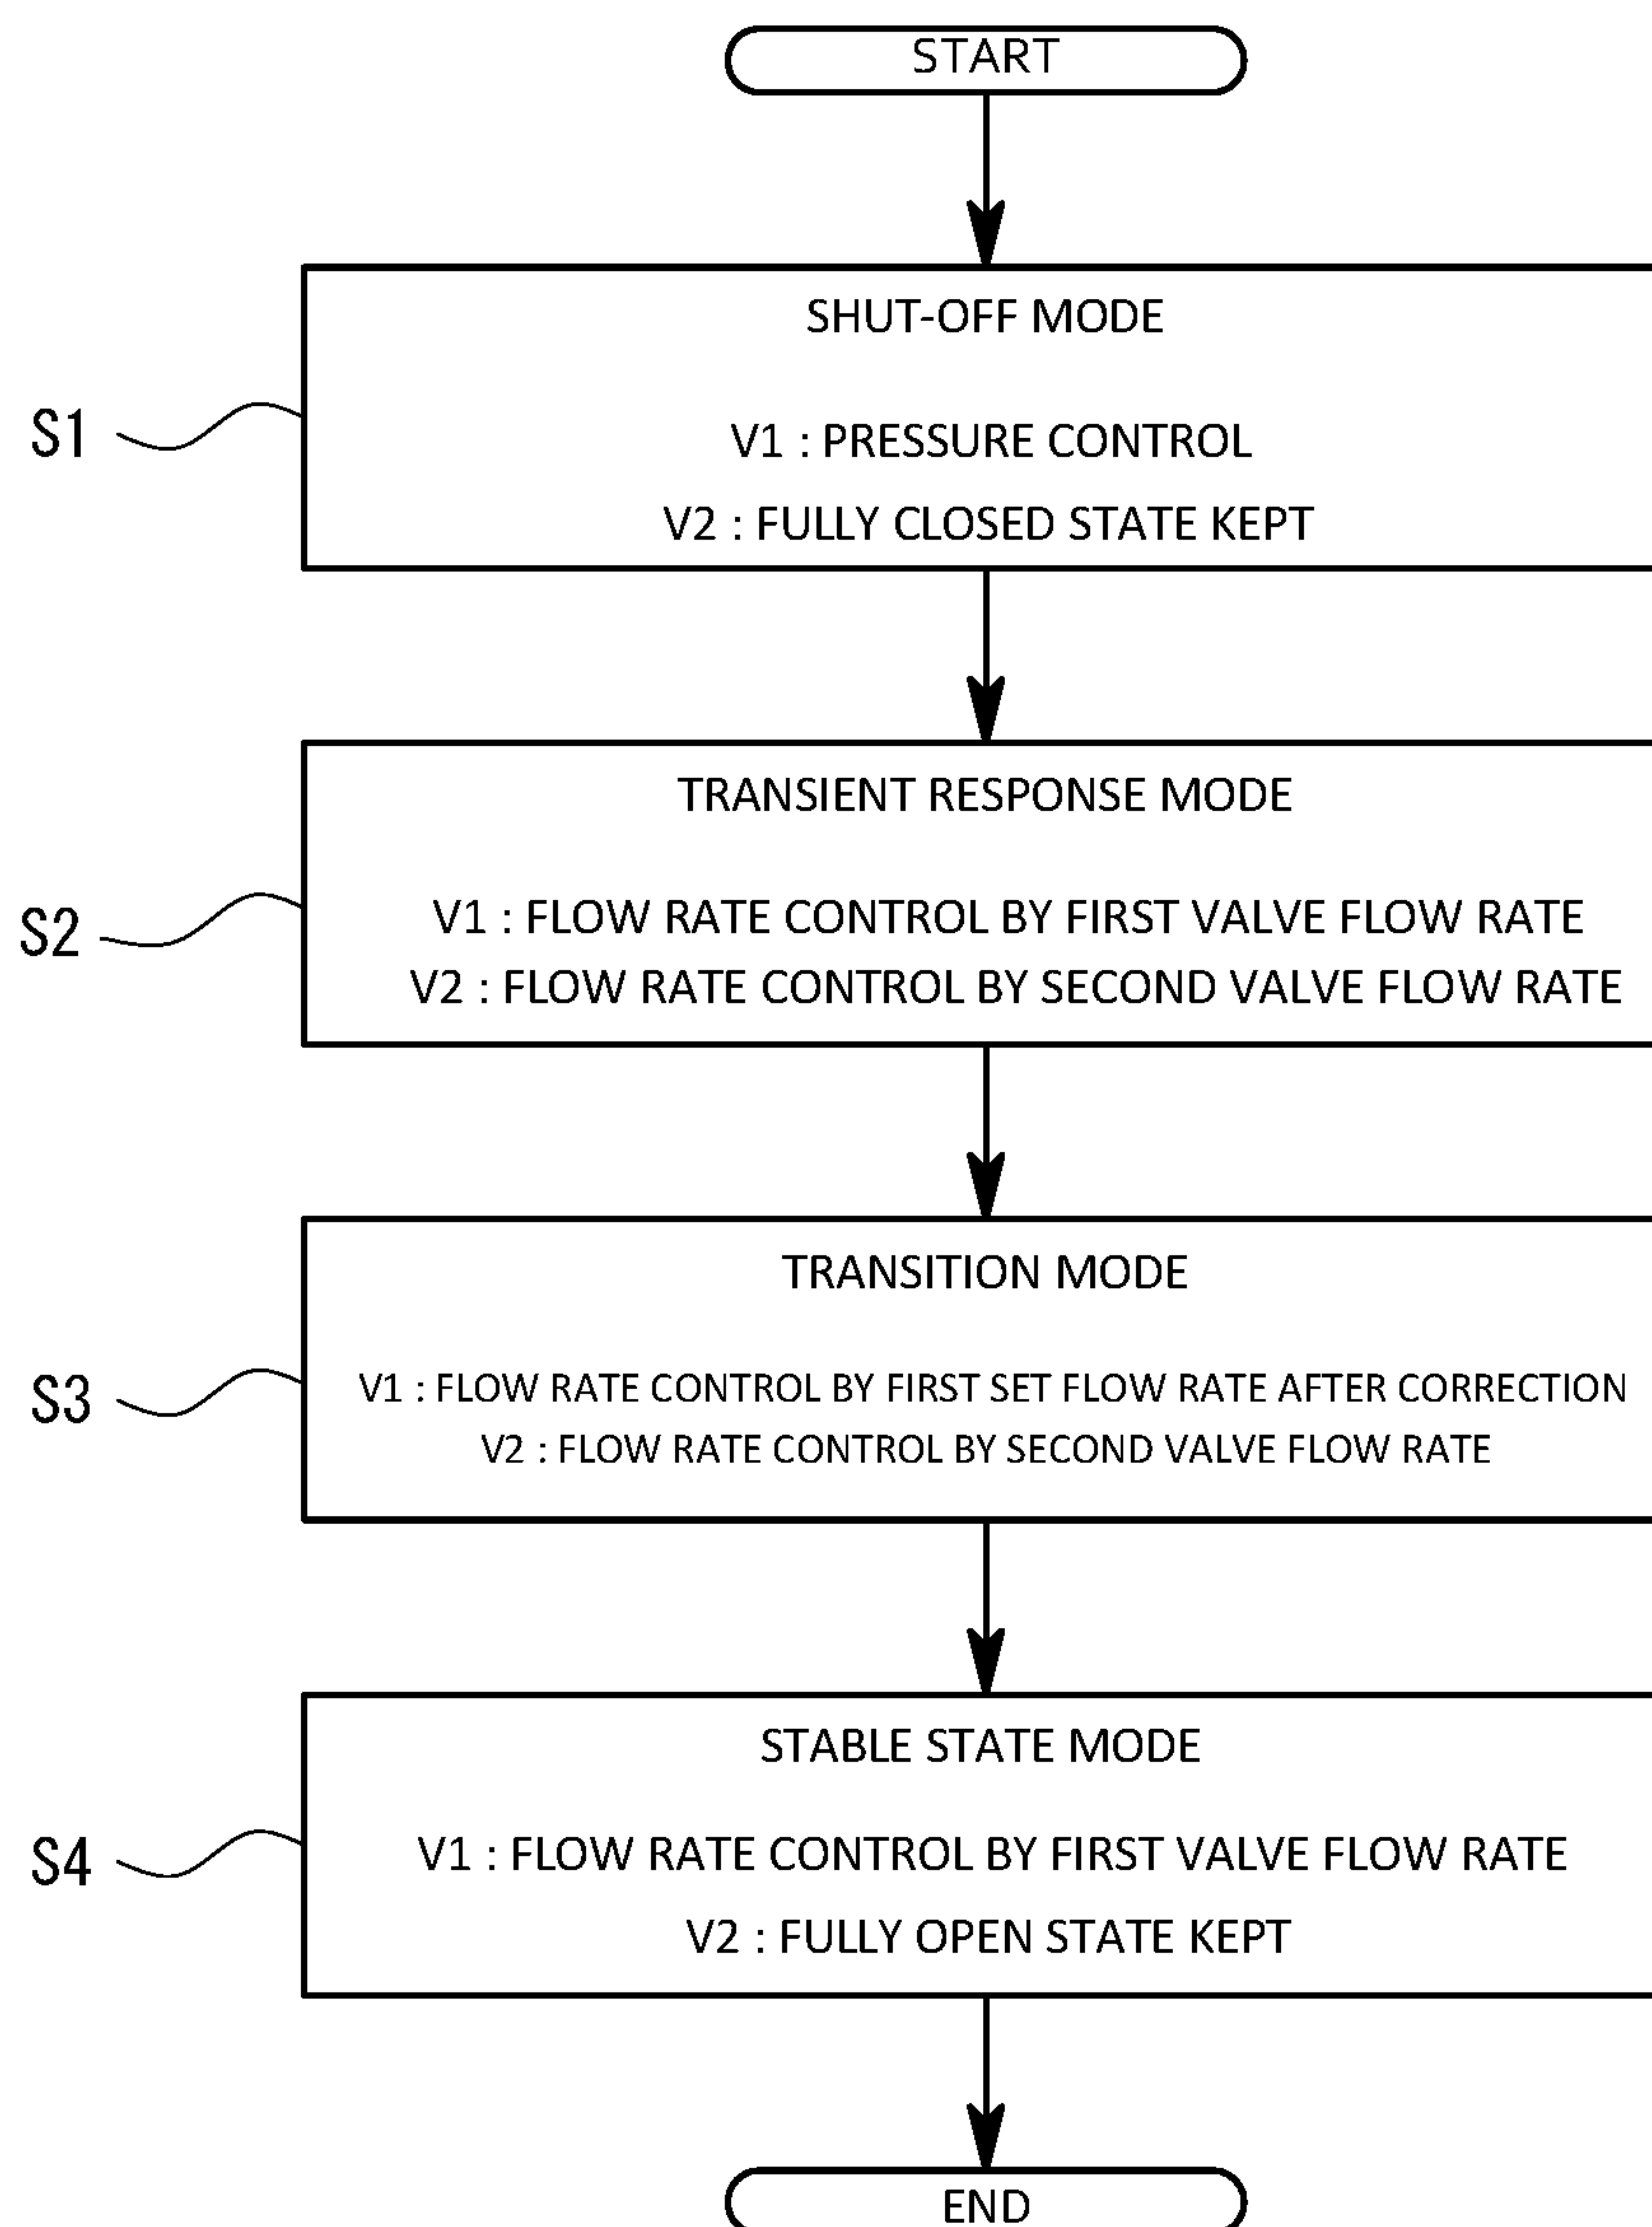 START
SHUT-OFF MODE
S1
V1 : PRESSURE CONTROL
V2 : FULLY CLOSED STATE KEPT
TRANSIENT RESPONSE MODE
S2
V1 : FLOW RATE CONTROL BY FIRST VALVE FLOW RATE
V2 : FLOW RATE CONTROL BY SECOND VALVE FLOW RATE
TRANSITION MODE
S3
V1 : FLOW RATE CONTROL BY FIRST SET FLOW RATE AFTER CORRECTION
V2 : FLOW RATE CONTROL BY SECOND VALVE FLOW RATE
STABLE STATE MODE
S4
V1 : FLOW RATE CONTROL BY FIRST VALVE FLOW RATE
V2 : FULLY OPEN STATE KEPT
END